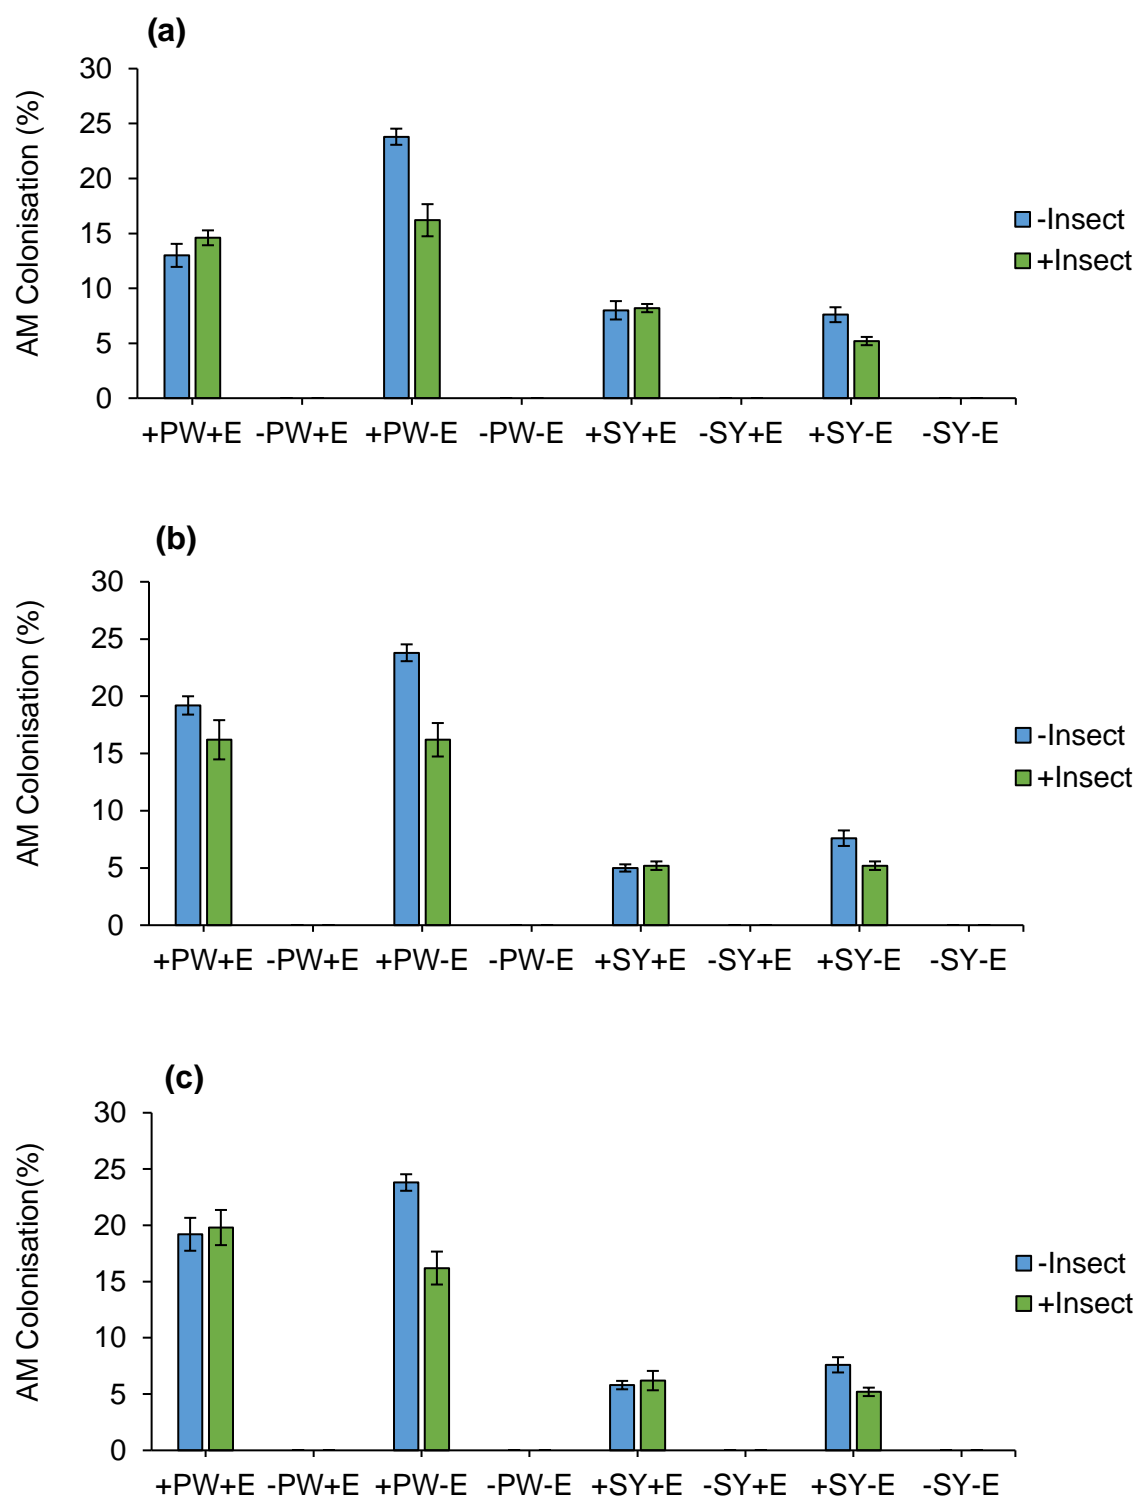 (a)
AM Colonisation (%)
30
25
20
15
10
5
0
+PW+E -PW+E +PW-E -PW-E +SY+E -SY+E +SY-E -SY-E
-Insect
+Insect
(b)
AM Colonisation (%)
30
25
20
15
10
5
0
+PW+E -PW+E +PW-E -PW-E +SY+E -SY+E +SY-E -SY-E
-Insect
+Insect
(c)
AM Colonisation(%)
30
25
20
15
10
5
0
+PW+E -PW+E +PW-E -PW-E +SY+E -SY+E +SY-E -SY-E
-Insect
+Insect